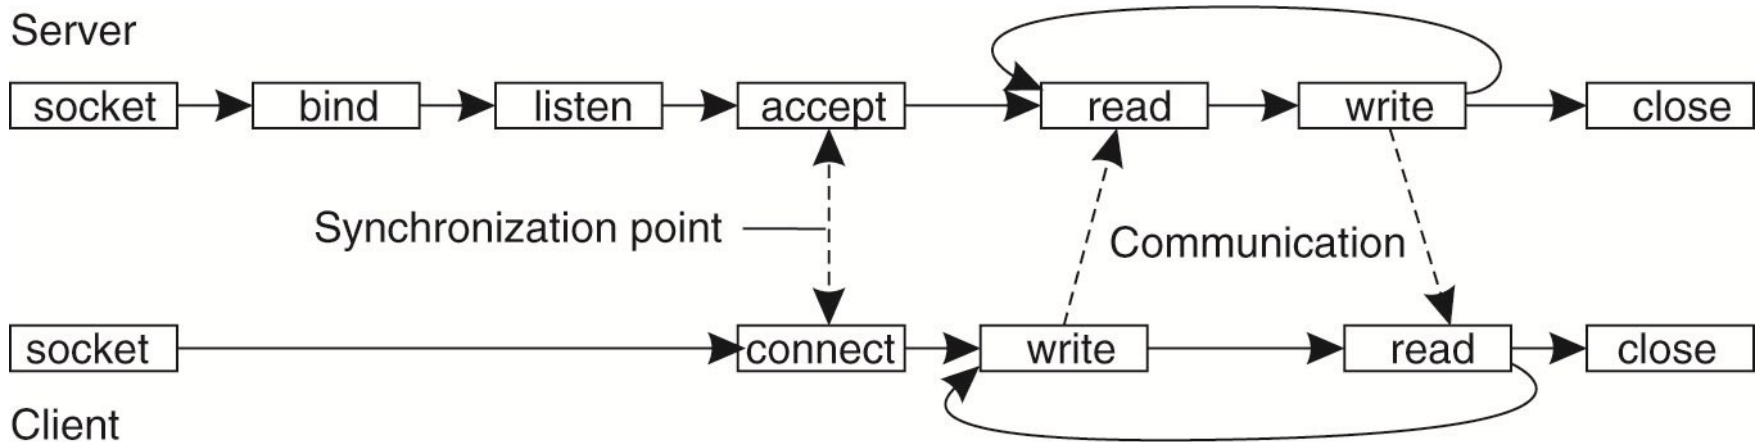 Server
socket bind listen accept read write close
Synchronization point
Communication
socket connect write read close
Client